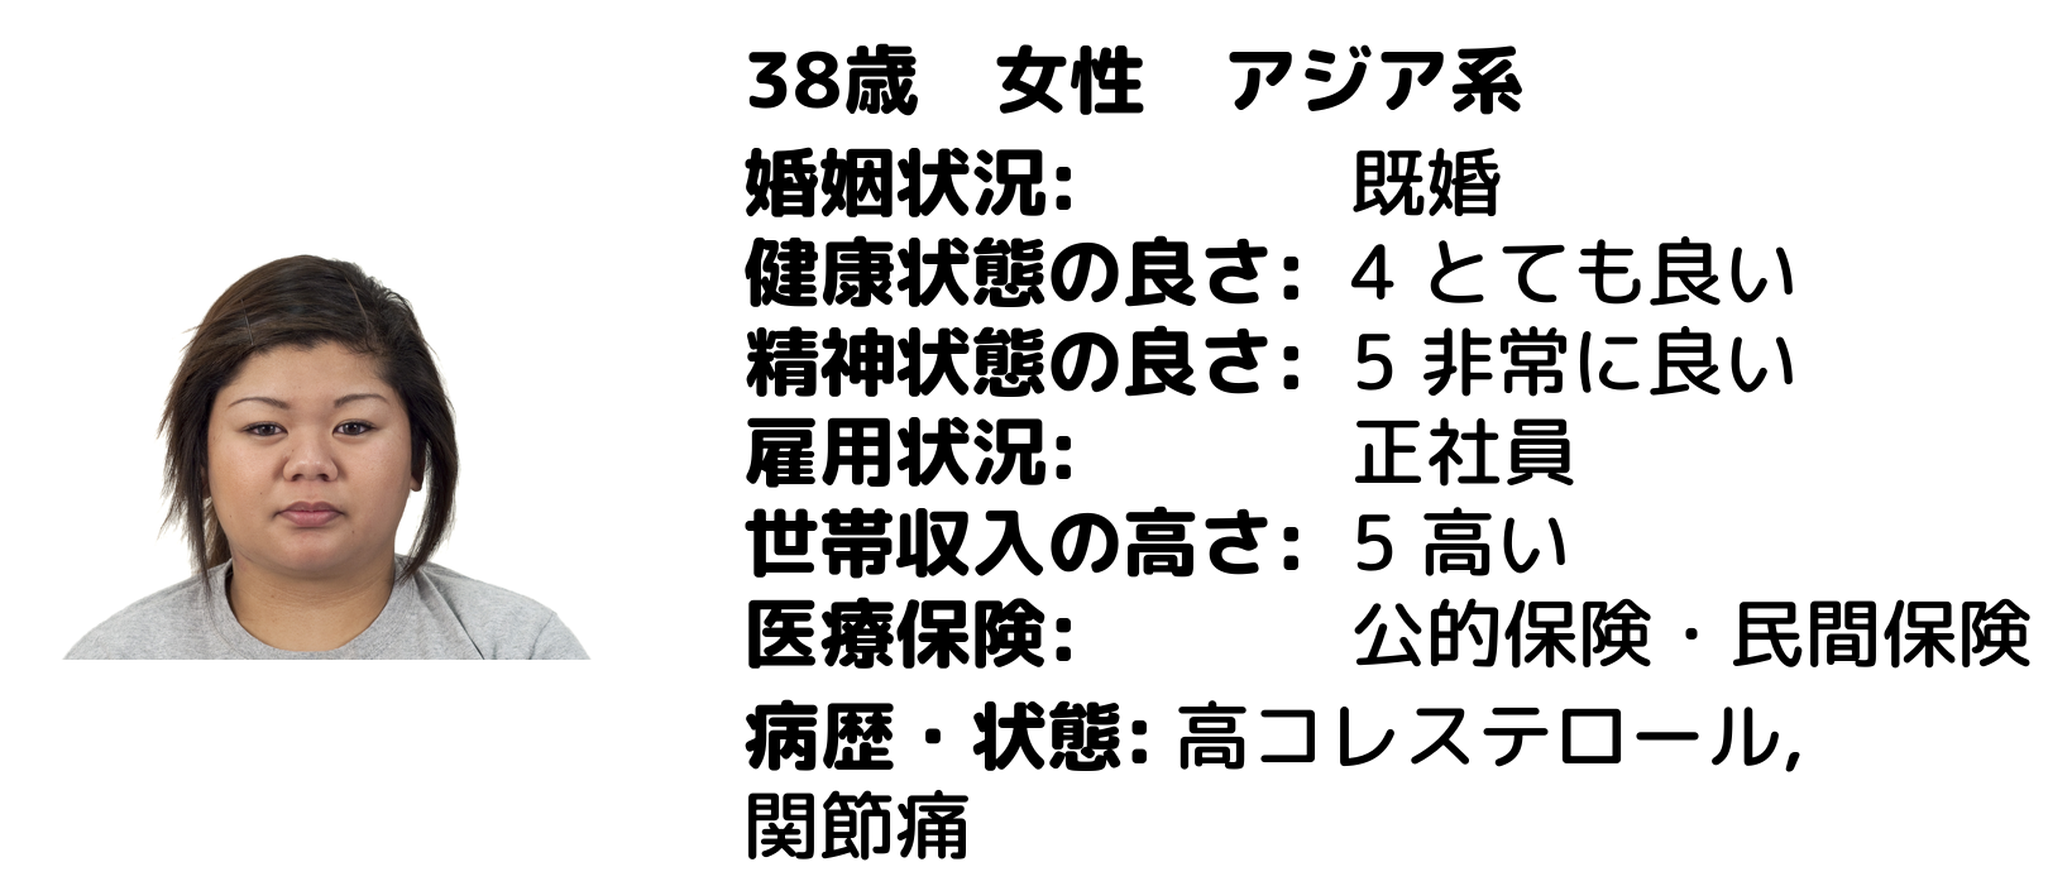 38歳　女性　アジア系
婚姻状況: 既婚
健康状態の良さ: 4 とても良い
精神状態の良さ: 5 非常に良い
雇用状況: 正社員
世帯収入の高さ: 5 高い
医療保険: 公的保険・民間保険
病歴・状態: 高コレステロール,
関節痛